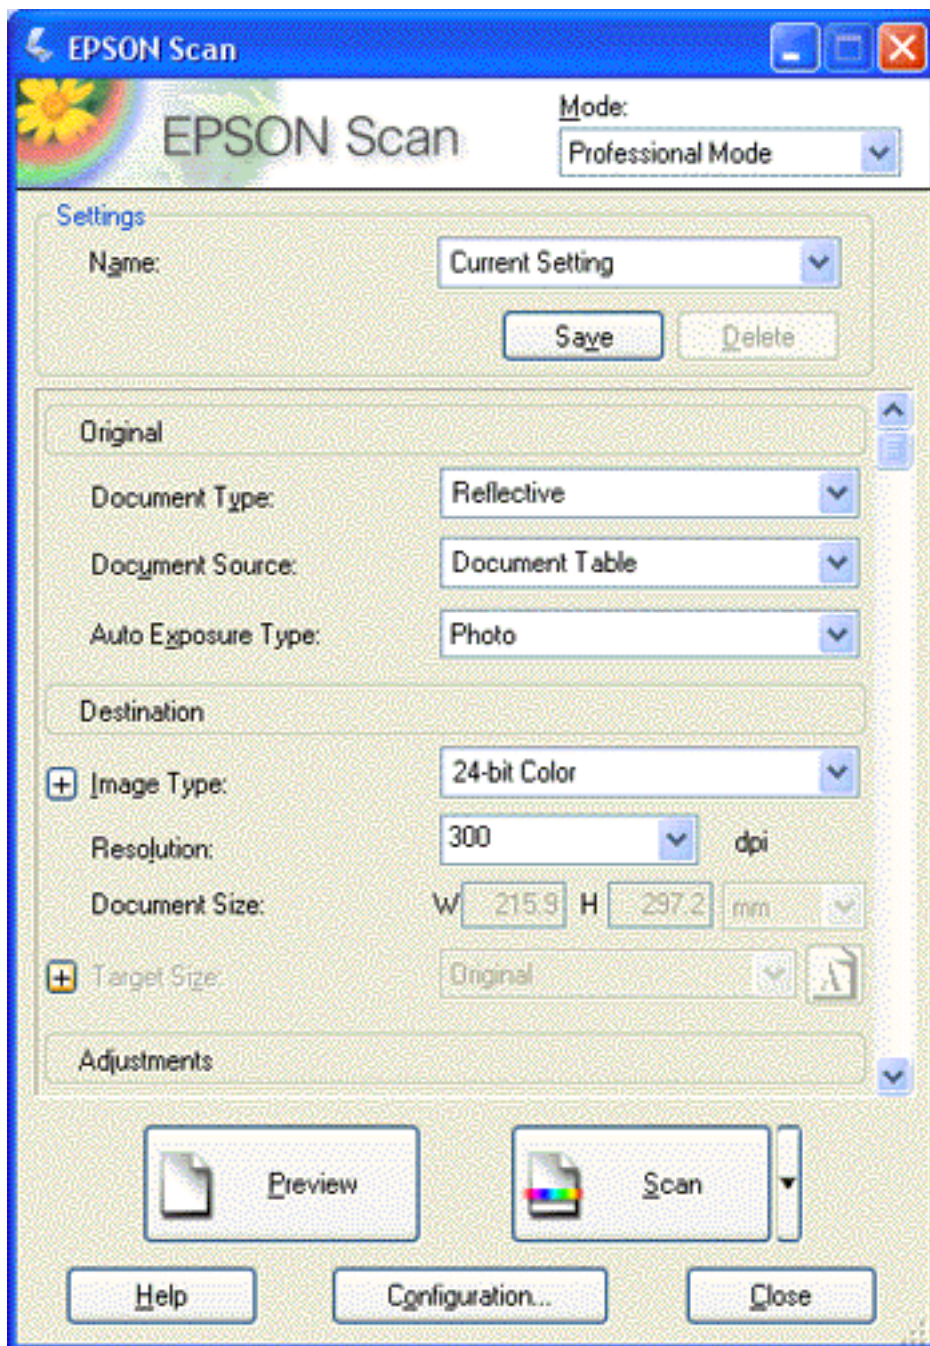 EPSON Scan
EPSON Scan
Mode:
Professional Mode
Settings
Name: Current Setting
Save Delete
Original
Document Type: Reflective
Document Source: Document Table
Auto Exposure Type: Photo
Destination
Image Type: 24-bit Color
Resolution: 300 dpi
Document Size: W 215.9 H 297.2 mm
Target Size: Original A
Adjustments
Preview Scan
Help Configuration... Close